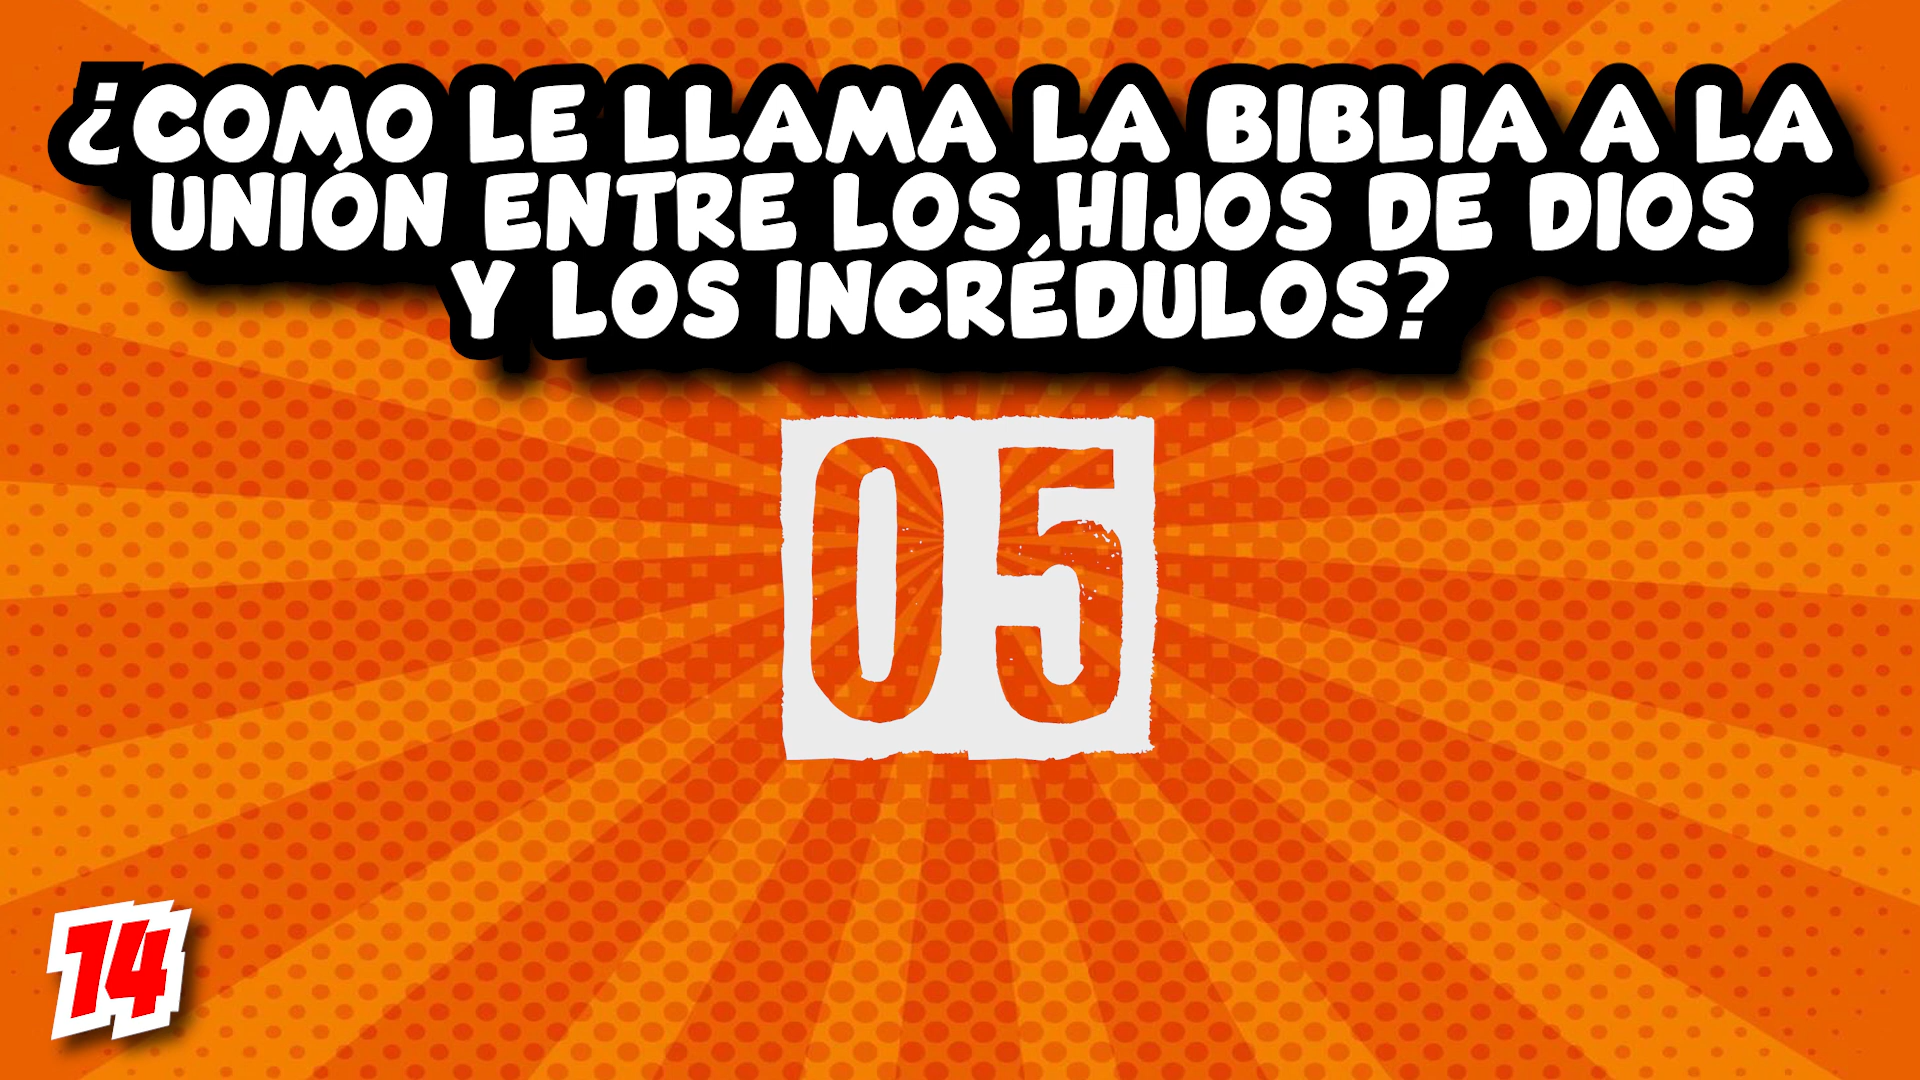 ¿COMO LE LLAMA LA BIBLIA A LA
UNIÓN ENTRE LOS HIJOS DE DIOS
Y LOS INCRÉDULOS?
05
14